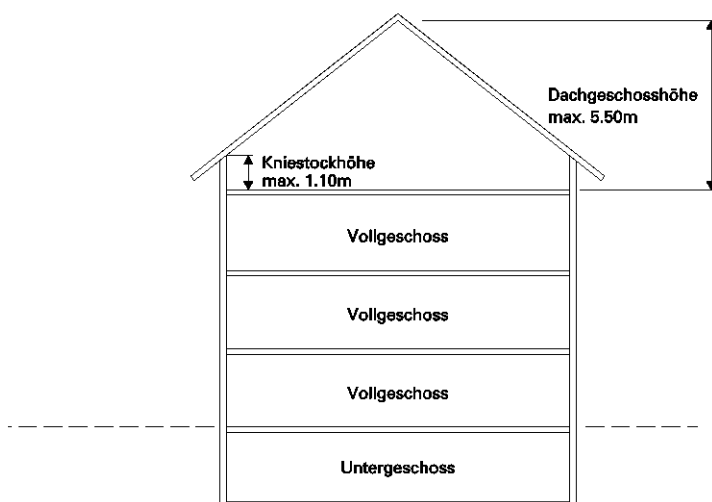 Dachgeschosshöhe
max. 5.50m
Kniestockhöhe
max. 1.10m
Vollgeschoss
Vollgeschoss
Vollgeschoss
Untergeschoss